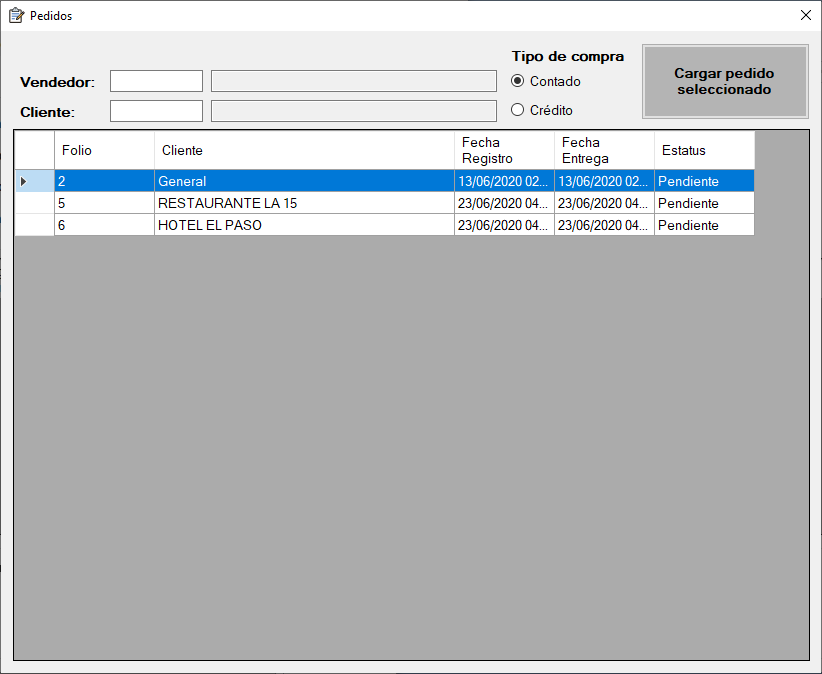 Pedidos
Tipo de compra
Vendedor:
Contado
Cliente:
Crédito
Cargar pedido
seleccionado
Folio Cliente Fecha Registro Fecha Entrega Estatus
2 General 13/06/2020 02... 13/06/2020 02... Pendiente
5 RESTAURANTE LA 15 23/06/2020 04... 23/06/2020 04... Pendiente
6 HOTEL EL PASO 23/06/2020 04... 23/06/2020 04... Pendiente